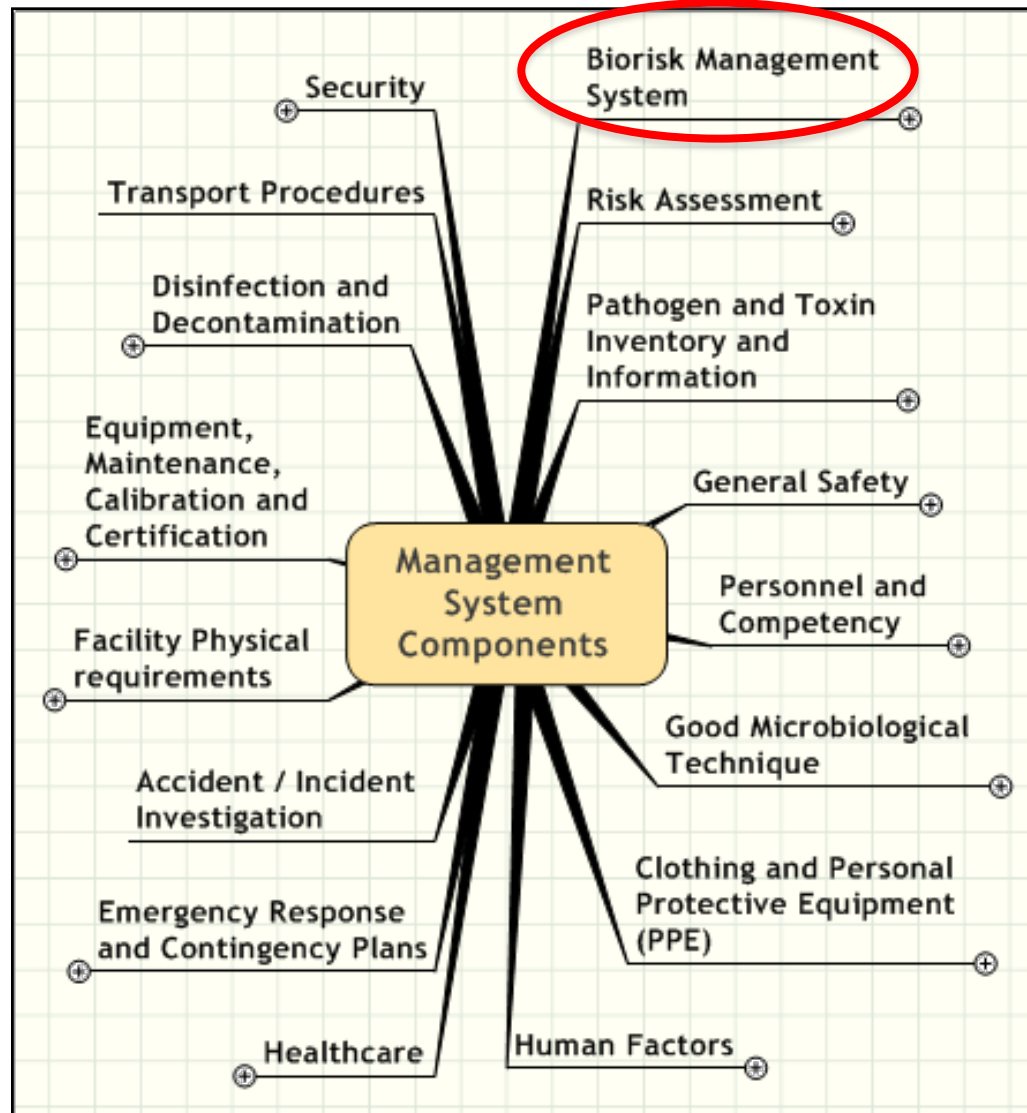 Biorisk Management
System
Security
Transport Procedures
Risk Assessment
Disinfection and
Decontamination
Pathogen and Toxin
Inventory and
Information
Equipment,
Maintenance,
Calibration and
Certification
General Safety
Management
System
Components
Personnel and
Competency
Facility Physical
requirements
Good Microbiological
Technique
Accident / Incident
Investigation
Clothing and Personal
Protective Equipment
(PPE)
Emergency Response
and Contingency Plans
Healthcare
Human Factors